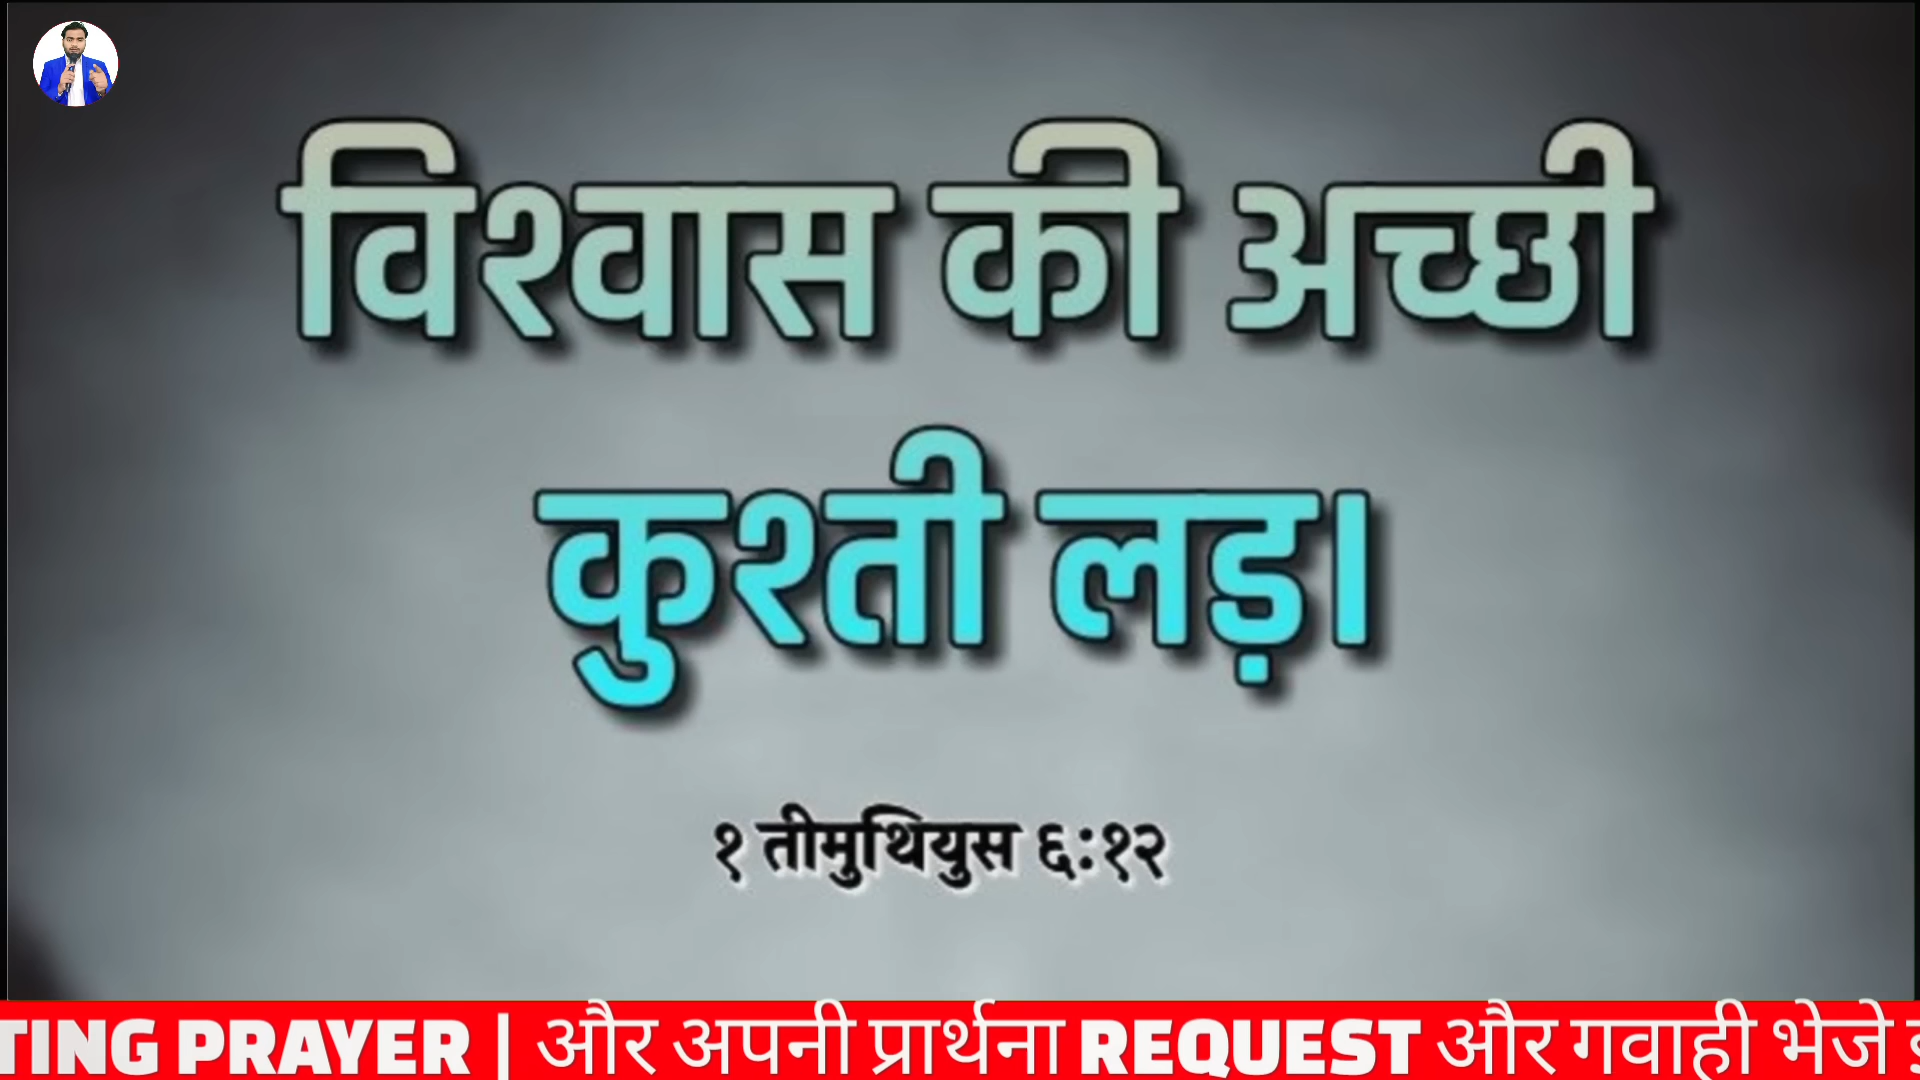 विश्वास की अच्छी
कुश्ती लड़।
१ तीमुथियुस ६:१२
TING PRAYER | और अपनी प्रार्थना REQUEST और गवाही भेजे